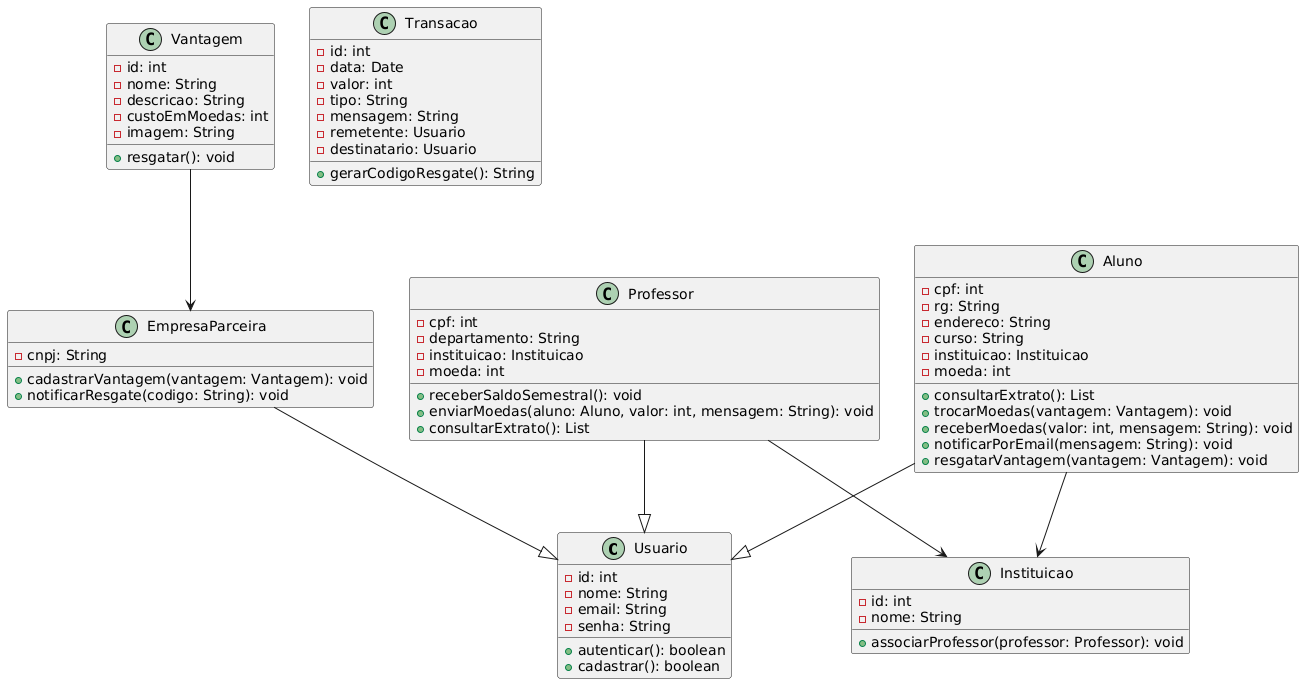 C Vantagem
id: int
nome: String
descricao: String
custoEmMoedas: int
imagem: String
resgatar(): void
C Transacao
id: int
data: Date
valor: int
tipo: String
mensagem: String
remetente: Usuario
destinatario: Usuario
gerarCodigoResgate(): String
C EmpresaParceira
cnpj: String
cadastrarVantagem(vantagem: Vantagem): void
notificarResgate(codigo: String): void
C Professor
cpf: int
departamento: String
instituicao: Instituicao
moeda: int
receberSaldoSemestral(): void
enviarMoedas(aluno: Aluno, valor: int, mensagem: String): void
consultarExtrato(): List
C Aluno
cpf: int
rg: String
endereco: String
curso: String
instituicao: Instituicao
moeda: int
consultarExtrato(): List
trocarMoedas(vantagem: Vantagem): void
receberMoedas(valor: int, mensagem: String): void
notificarPorEmail(mensagem: String): void
resgatarVantagem(vantagem: Vantagem): void
C Usuario
id: int
nome: String
email: String
senha: String
autenticar(): boolean
cadastrar(): boolean
C Instituicao
id: int
nome: String
associarProfessor(professor: Professor): void